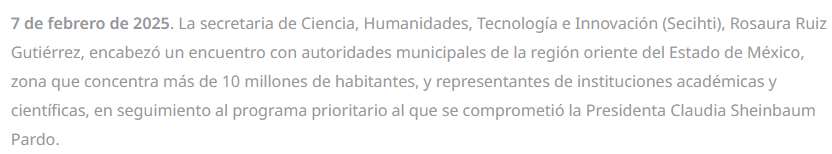 7 de febrero de 2025. La secretaria de Ciencia, Humanidades, Tecnología e Innovación (Secihti), Rosaura Ruiz
Gutiérrez, encabezó un encuentro con autoridades municipales de la región oriente del Estado de México,
zona que concentra más de 10 millones de habitantes, y representantes de instituciones académicas y
científicas, en seguimiento al programa prioritario al que se comprometió la Presidenta Claudia Sheinbaum
Pardo.